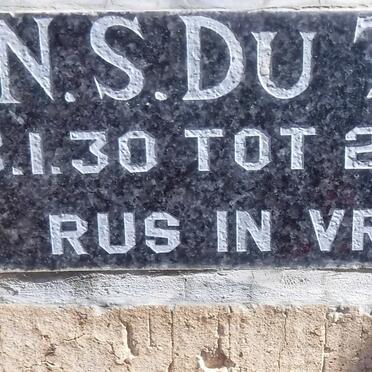 N.S.DU
.1.30 TOT 2
RUS IN VR